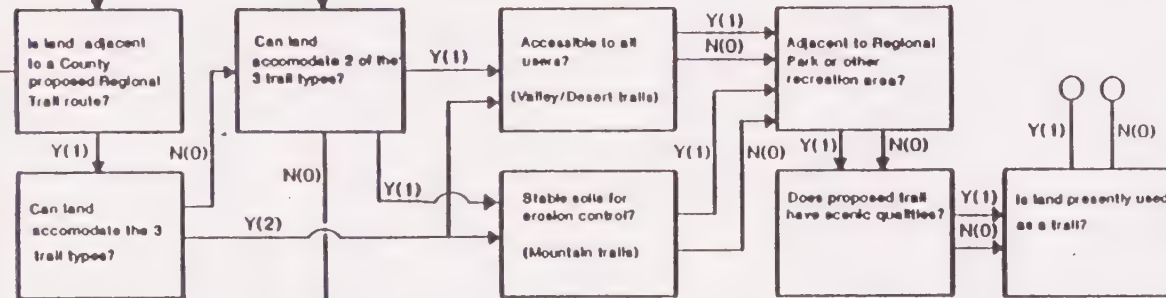 Is land adjacent
to a County
proposed Regional
Trail route?
Can land
accomodate 2 of the
3 trail types?
Y(1)
Accessible to all
users?
(Valley/Desert trails)
Y(1)
N(0)
Adjacent to Regional
Park or other
recreation area?
Y(1)
N(0)
Y(1)
N(0)
N(0)
Y(1)
Y(1)
N(0)
Y(1)
N(0)
Can land
accomodate the 3
trail types?
Y(2)
Stable soils for
erosion control?
(Mountain trails)
Does proposed trail
have scenic qualities?
Y(1)
N(0)
Is land presently used
as a trail?
Y(1)
N(0)